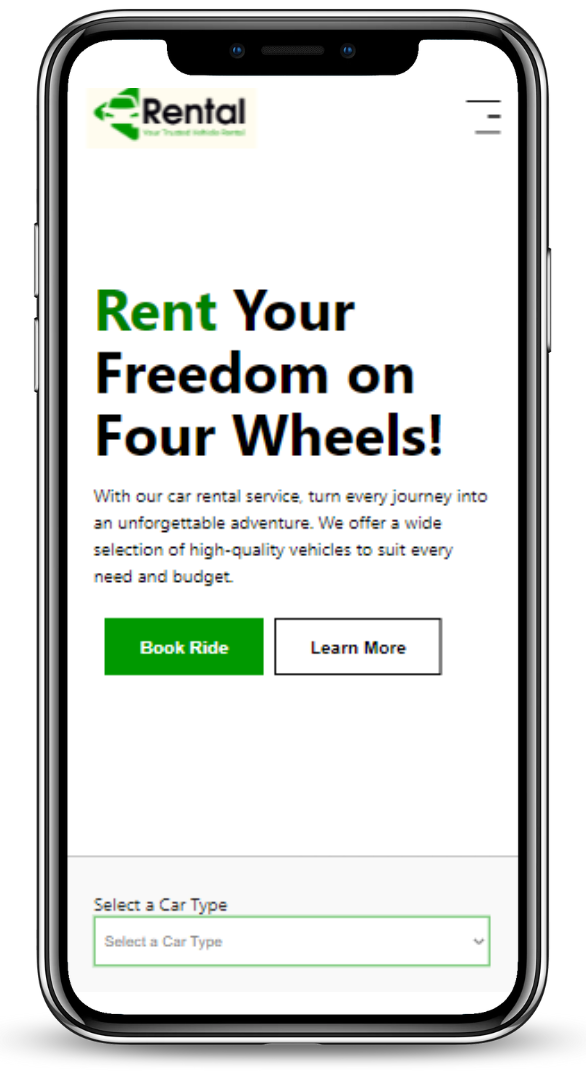 Rental
Your Trusted Vehicle Rental
Rent Your
Freedom on
Four Wheels!
With our car rental service, turn every journey into
an unforgettable adventure. We offer a wide
selection of high-quality vehicles to suit every
need and budget.
Book Ride
Learn More
Select a Car Type
Select a Car Type